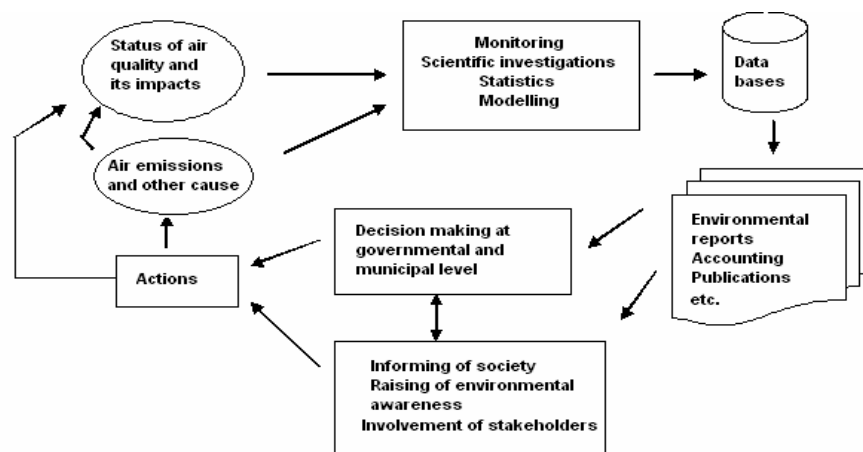 Status of air
quality and
its impacts
Monitoring
Scientific investigations
Statistics
Modelling
Data
bases
Air emissions
and other cause
Environmental
reports
Accounting
Publications
etc.
Decision making at
governmental and
municipal level
Actions
Informing of society
Raising of environmental
awareness
Involvement of stakeholders